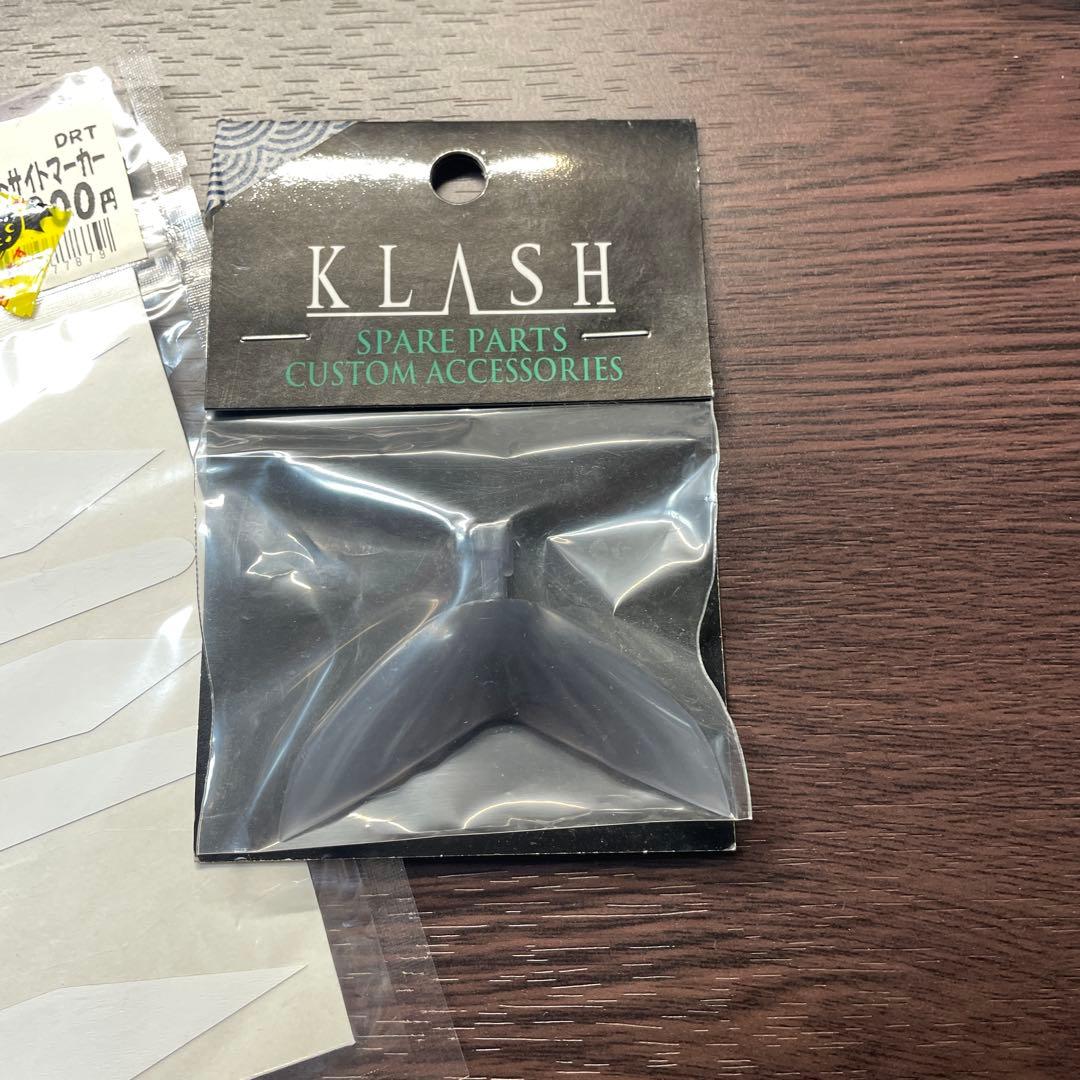 DRT
サイトマーカー
00円
KLASH
SPARE PARTS
CUSTOM ACCESSORIES